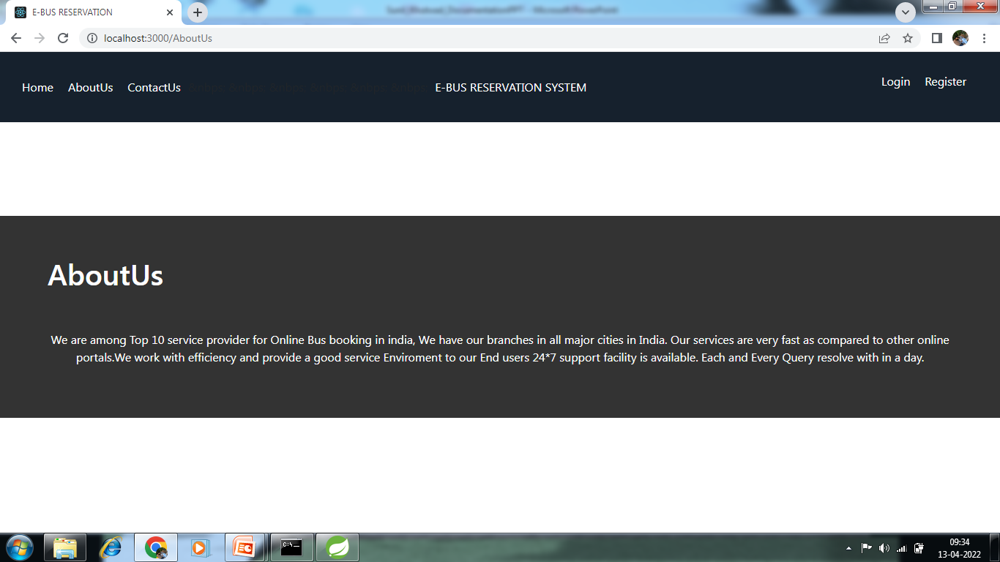 E-BUS RESERVATION
localhost:3000/AboutUs
Home AboutUs ContactUs E-BUS RESERVATION SYSTEM Login Register
AboutUs
We are among Top 10 service provider for Online Bus booking in india, We have our branches in all major cities in India. Our services are very fast as compared to other online
portals.We work with efficiency and provide a good service Enviroment to our End users 24*7 support facility is available. Each and Every Query resolve with in a day.
C:\_
09:34
13-04-2022